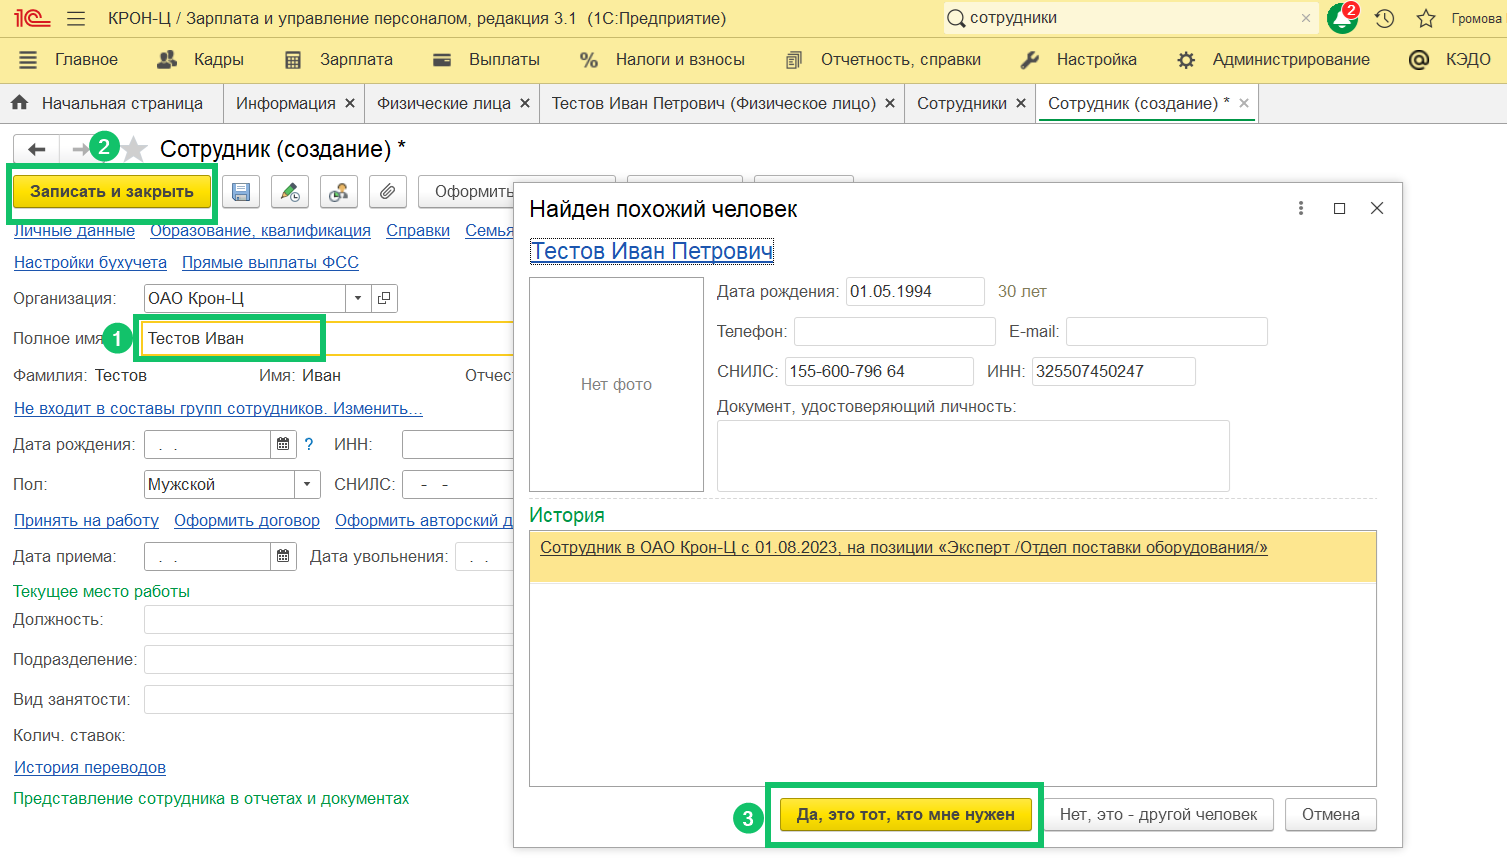 1С КРОН-Ц / Зарплата и управление персоналом, редакция 3.1 (1С:Предприятие) сотрудники × 2 Громова
Главное Кадры Зарплата Выплаты % Налоги и взносы Отчетность, справки Настройка Администрирование @ КЭДО
Начальная страница Информация × Физические лица × Тестов Иван Петрович (Физическое лицо) × Сотрудники × Сотрудник (создание) * ×
2 Сотрудник (создание) *
Записать и закрыть Оформить
Личные данные Образование, квалификация Справки Семья
Настройки бухучета Прямые выплаты ФСС
Организация: ОАО Крон-Ц
Полное имя 1 Тестов Иван
Фамилия: Тестов Имя: Иван Отчест
Не входит в составы групп сотрудников. Изменить...
Дата рождения: . . ? ИНН:
Пол: Мужской СНИЛС: - -
Принять на работу Оформить договор Оформить авторский д
Дата приема: . . Дата увольнения: . .
Текущее место работы
Должность:
Подразделение:
Вид занятости:
Колич. ставок:
История переводов
Представление сотрудника в отчетах и документах
Найден похожий человек
Тестов Иван Петрович
Нет фото
Дата рождения: 01.05.1994 30 лет
Телефон: E-mail:
СНИЛС: 155-600-796 64 ИНН: 325507450247
Документ, удостоверяющий личность:
История
Сотрудник в ОАО Крон-Ц с 01.08.2023, на позиции «Эксперт /Отдел поставки оборудования/»
3 Да, это тот, кто мне нужен Нет, это - другой человек Отмена